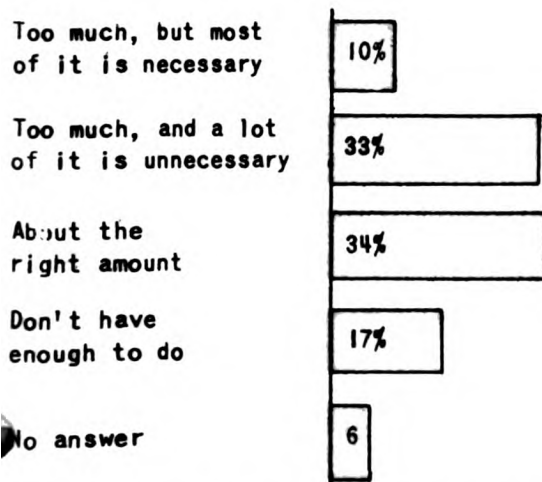 Too much, but most
of it is necessary
10%
Too much, and a lot
of it is unnecessary
33%
About the
right amount
34%
Don't have
enough to do
17%
No answer
6